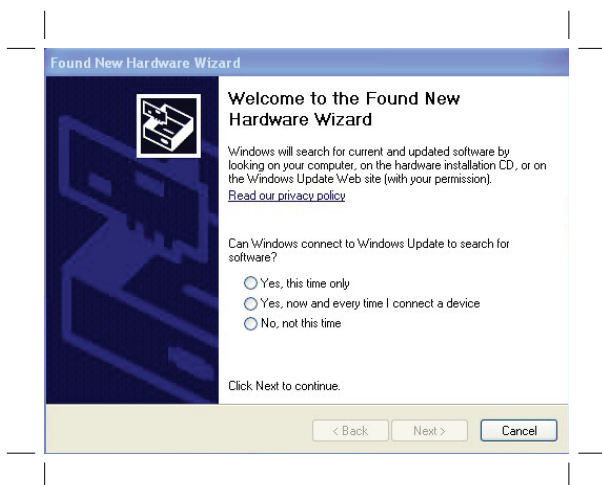 Found New Hardware Wizard
Welcome to the Found New
Hardware Wizard
Windows will search for current and updated software by
looking on your computer, on the hardware installation CD, or on
the Windows Update Web site (with your permission).
Read our privacy policy
Can Windows connect to Windows Update to search for
software?
Yes, this time only
Yes, now and every time I connect a device
No, not this time
Click Next to continue.
< Back Next > Cancel